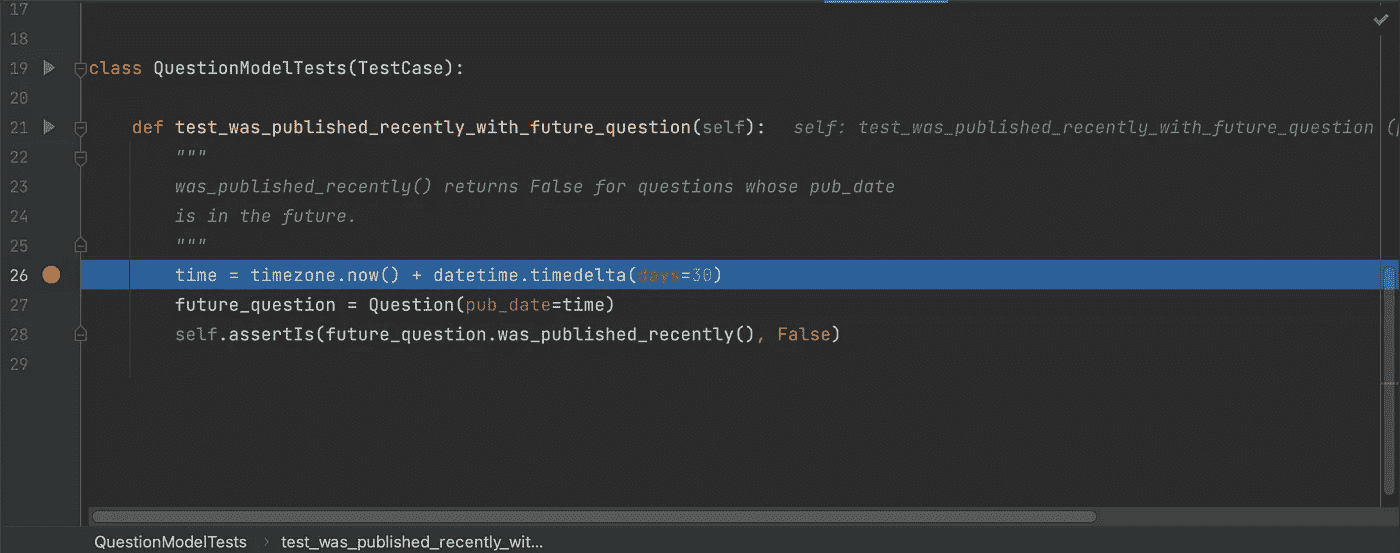 17
18
19 class QuestionModelTests(TestCase):
20
21 def test_was_published_recently_with_future_question(self): self: test_was_published_recently_with_future_question (
22 """
23 was_published_recently() returns False for questions whose pub_date
24 is in the future.
25 """
26 time = timezone.now() + datetime.timedelta(days=30)
27 future_question = Question(pub_date=time)
28 self.assertIs(future_question.was_published_recently(), False)
29
QuestionModelTests › test_was_published_recently_wit...